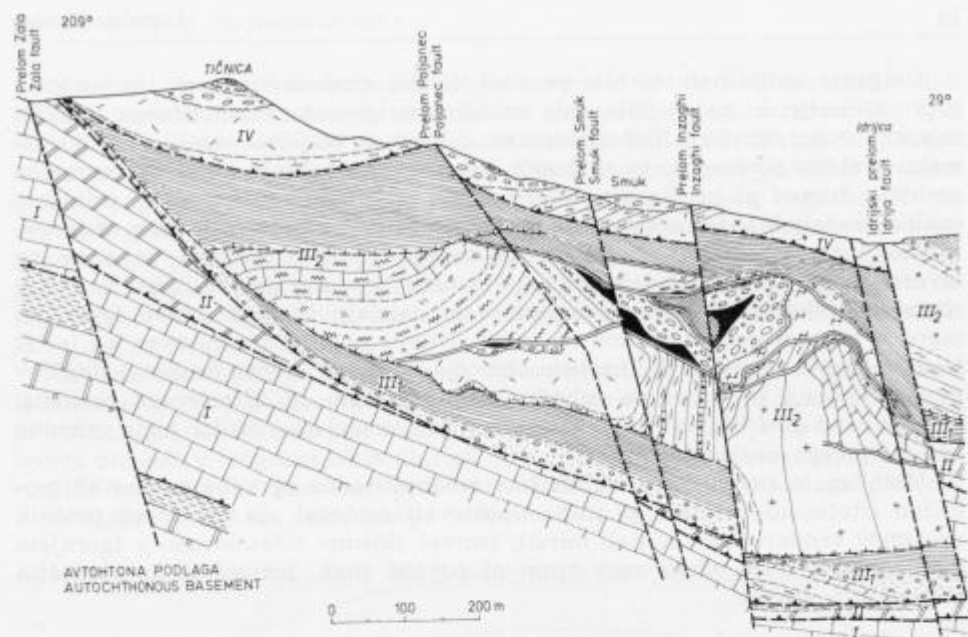 Prelom Zala
Zala fault
209°
TIČNICA
Prelom Poljanec
Poljanec fault
Prelom Smuk
Smuk fault
Smuk
Prelom Inzaghi
Inzaghi fault
Idrijca
Idrijski prelom
Idrija fault
29°
IV
IV
I
III₂
III₂
II
III₁
I
III₂
III₁
II
I
III₁
II
I
AVTOHTONA PODLAGA
AUTOCHTHONOUS BASEMENT
0 100 200 m